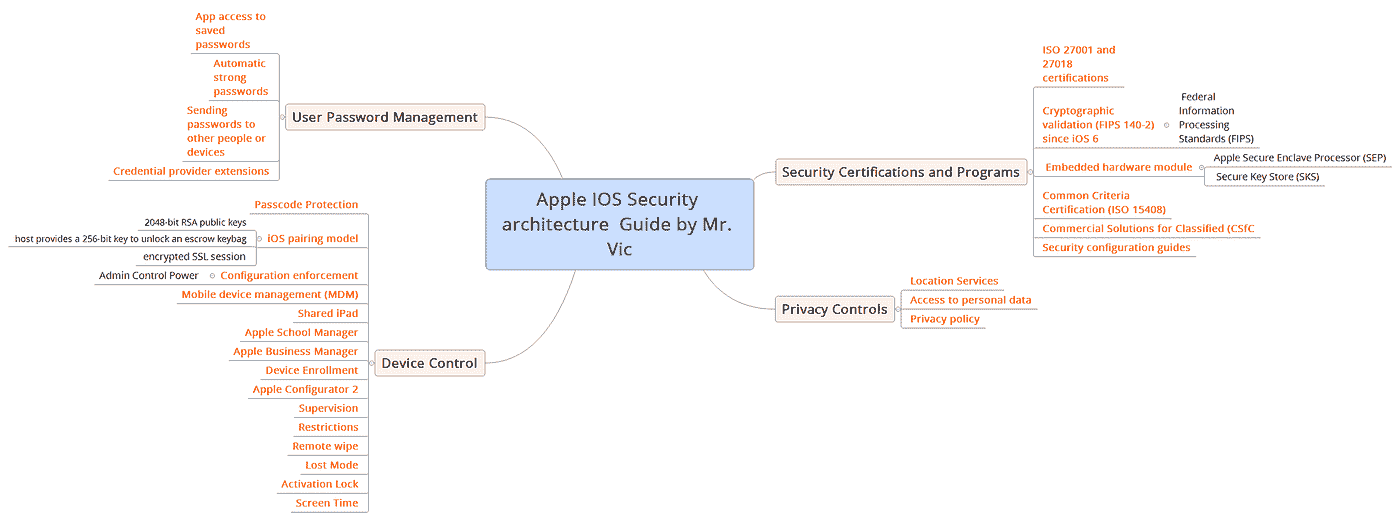 Apple IOS Security
architecture Guide by Mr.
Vic
User Password Management
App access to
saved
passwords
Automatic
strong
passwords
Sending
passwords to
other people or
devices
Credential provider extensions
Device Control
Passcode Protection
iOS pairing model
2048-bit RSA public keys
host provides a 256-bit key to unlock an escrow keybag
encrypted SSL session
Configuration enforcement
Admin Control Power
Mobile device management (MDM)
Shared iPad
Apple School Manager
Apple Business Manager
Device Enrollment
Apple Configurator 2
Supervision
Restrictions
Remote wipe
Lost Mode
Activation Lock
Screen Time
Security Certifications and Programs
ISO 27001 and
27018
certifications
Cryptographic
validation (FIPS 140-2)
since iOS 6
Federal
Information
Processing
Standards (FIPS)
Embedded hardware module
Apple Secure Enclave Processor (SEP)
Secure Key Store (SKS)
Common Criteria
Certification (ISO 15408)
Commercial Solutions for Classified (CSfC
Security configuration guides
Privacy Controls
Location Services
Access to personal data
Privacy policy